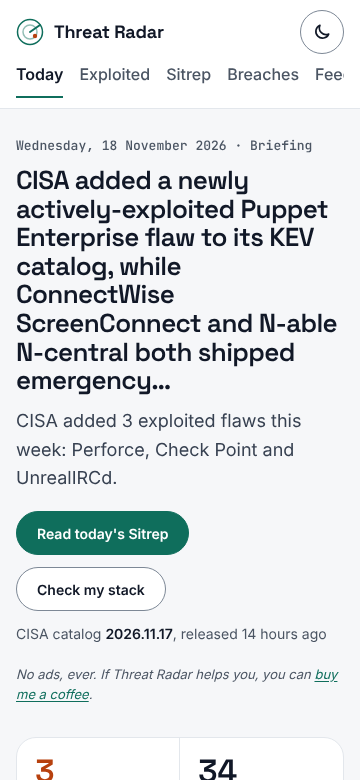 Threat Radar
Today Exploited Sitrep Breaches Fee
Wednesday, 18 November 2026 · Briefing
CISA added a newly
actively-exploited Puppet
Enterprise flaw to its KEV
catalog, while
ConnectWise
ScreenConnect and N-able
N-central both shipped
emergency...
CISA added 3 exploited flaws this
week: Perforce, Check Point and
UnrealIRCd.
Read today's Sitrep
Check my stack
CISA catalog 2026.11.17, released 14 hours ago
No ads, ever. If Threat Radar helps you, you can buy
me a coffee.
3 34